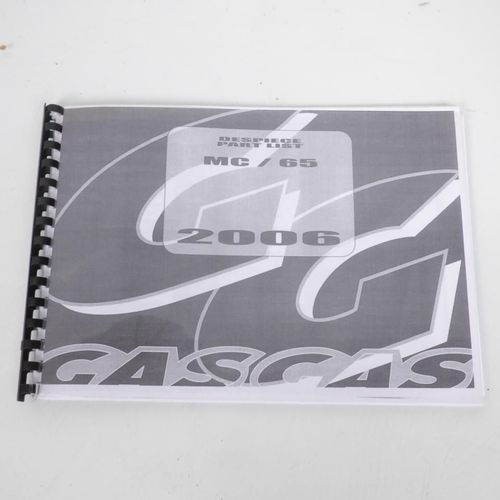 DESPIECE
PART LIST
MC / 65
2006
GASGAS